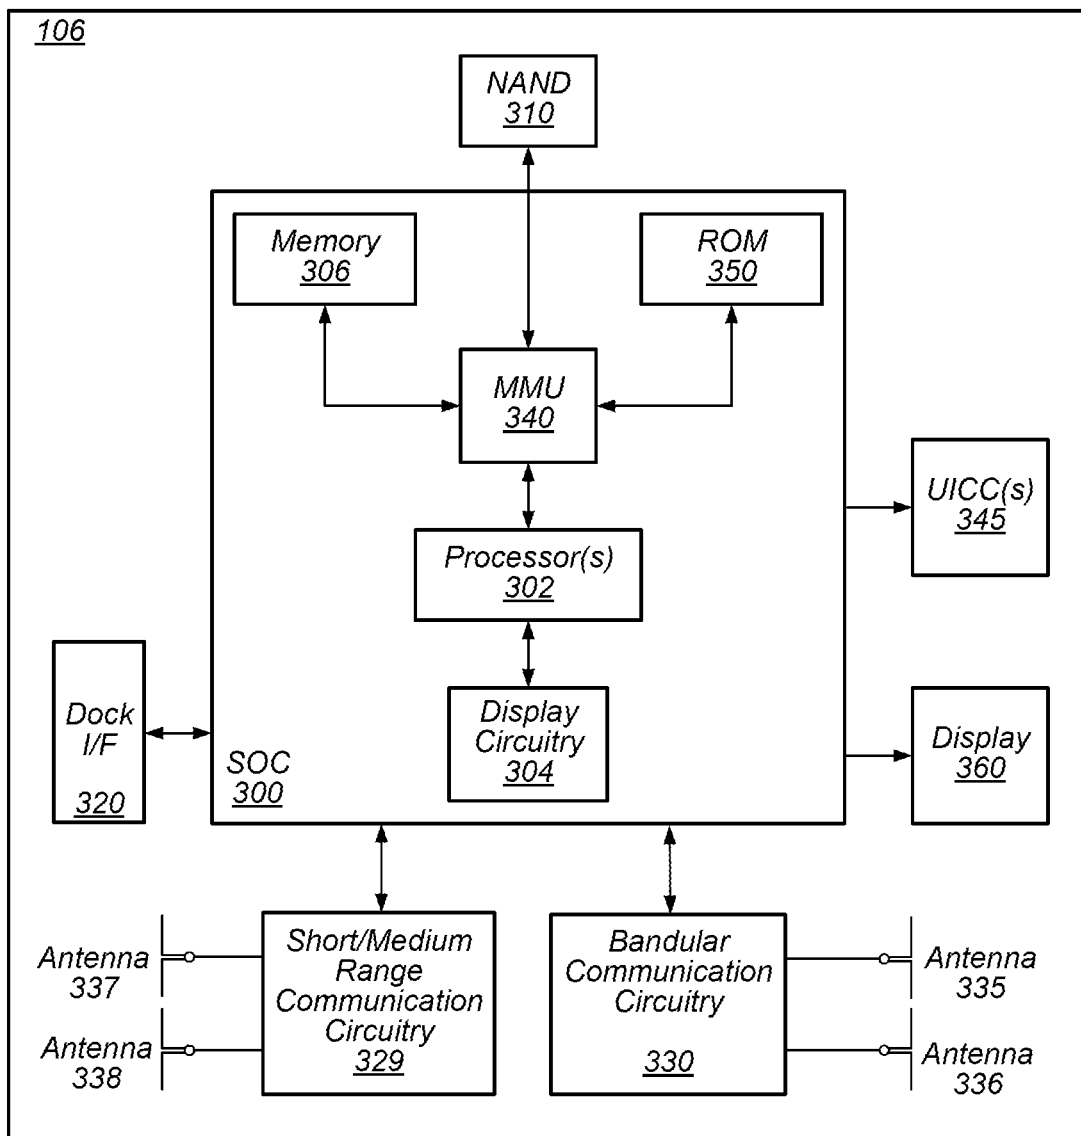 106
NAND
310
Memory
306
ROM
350
MMU
340
UICC(s)
345
Processor(s)
302
Dock
I/F
320
Display
Circuitry
304
SOC
300
Display
360
Antenna
337
Antenna
338
Short/Medium
Range
Communication
Circuitry
329
Bandular
Communication
Circuitry
330
Antenna
335
Antenna
336